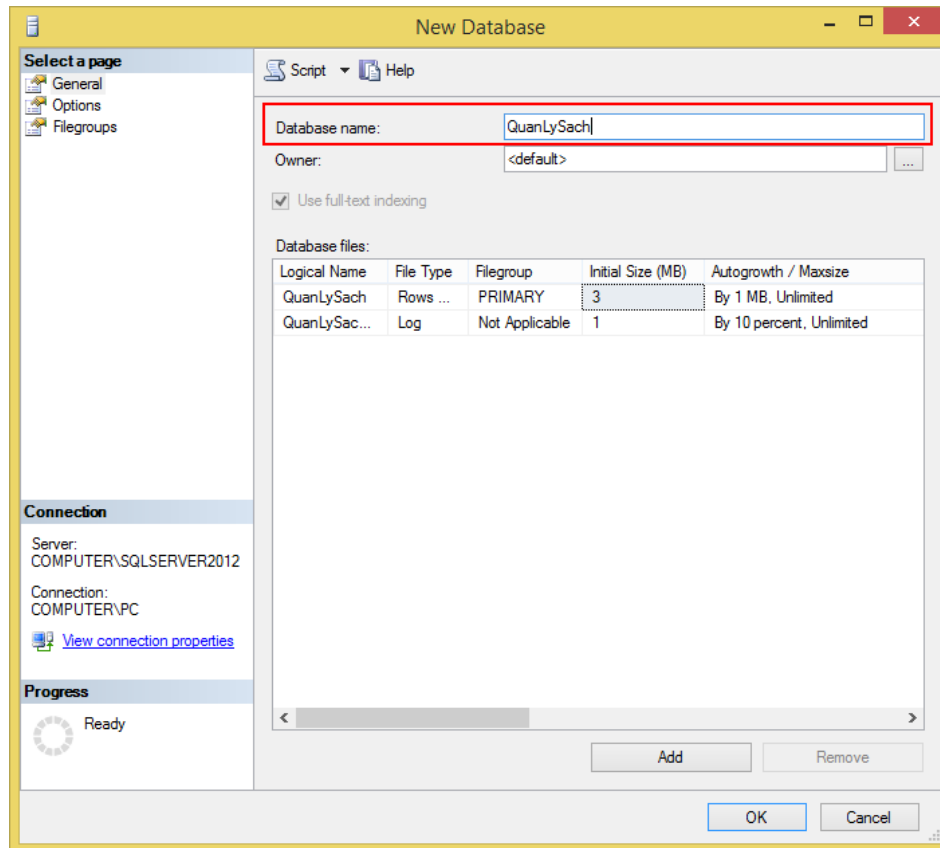 New Database
Select a page
General
Options
Filegroups
Script Help
Database name: QuanLySach
Owner: <default> ...
Use full-text indexing
Database files:
Logical Name File Type Filegroup Initial Size (MB) Autogrowth / Maxsize
QuanLySach Rows ... PRIMARY 3 By 1 MB, Unlimited
QuanLySac... Log Not Applicable 1 By 10 percent, Unlimited
Connection
Server:
COMPUTER\SQLSERVER2012
Connection:
COMPUTER\PC
View connection properties
Progress
Ready
Add Remove
OK Cancel